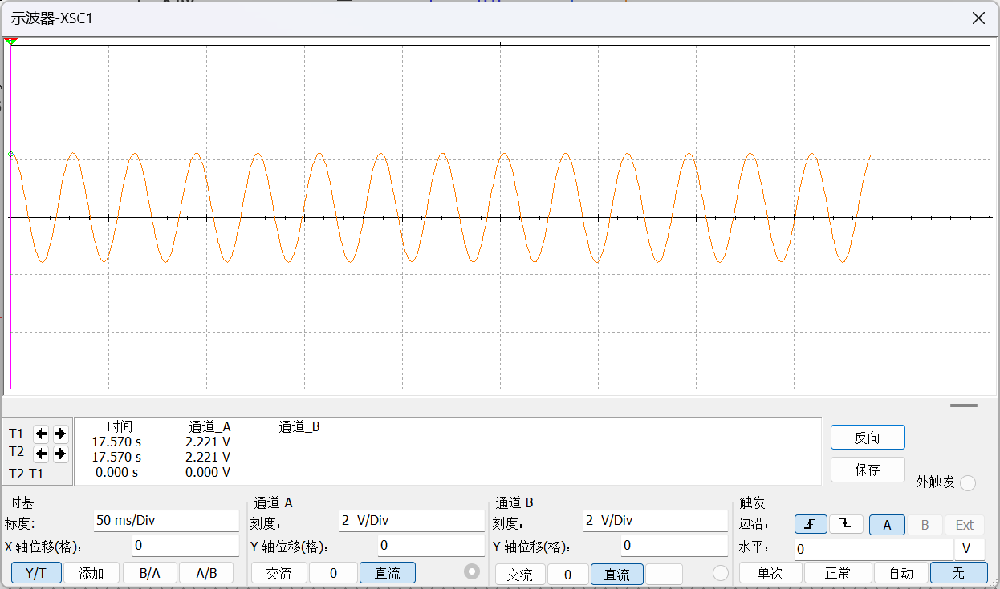 示波器-XSC1
时间 通道_A 通道_B
T1 17.570 s 2.221 V
T2 17.570 s 2.221 V
T2-T1 0.000 s 0.000 V
反向
保存
外触发
时基
标度: 50 ms/Div
X 轴位移(格): 0
Y/T 添加 B/A A/B
通道 A
刻度: 2 V/Div
Y 轴位移(格): 0
交流 0 直流
通道 B
刻度: 2 V/Div
Y 轴位移(格): 0
交流 0 直流 -
触发
边沿: A B Ext
水平: 0 V
单次 正常 自动 无